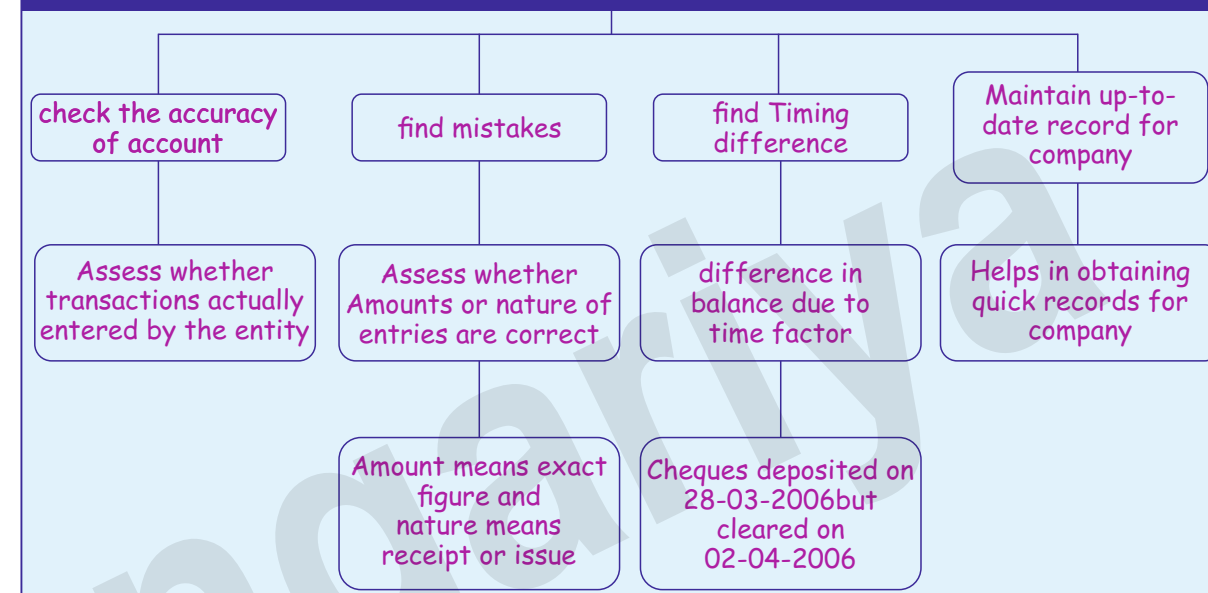 check the accuracy
of account
find mistakes
find Timing
difference
Maintain up-to-
date record for
company
Assess whether
transactions actually
entered by the entity
Assess whether
Amounts or nature of
entries are correct
difference in
balance due to
time factor
Helps in obtaining
quick records for
company
Amount means exact
figure and
nature means
receipt or issue
Cheques deposited on
28-03-2006but
cleared on
02-04-2006
ngariya